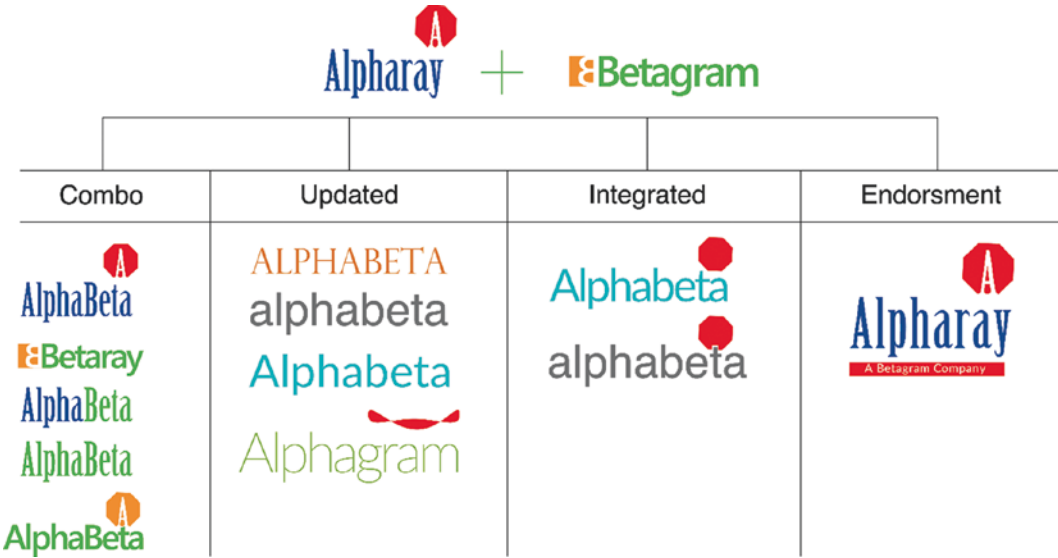 Alpharay + Betagram
Combo Updated Integrated Endorsment
AlphaBeta
Betaray
AlphaBeta
AlphaBeta
AlphaBeta
ALPHABETA
alphabeta
Alphabeta
Alphagram
Alphabeta
alphabeta
Alpharay
A Betagram Company